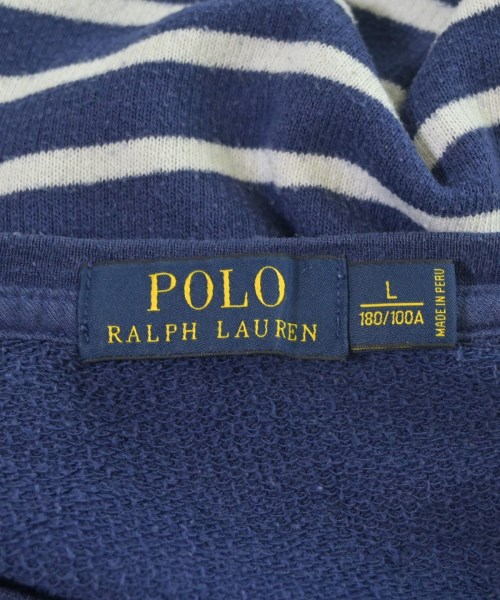 POLO
RALPH LAUREN
L
180/100A
MADE IN PERU